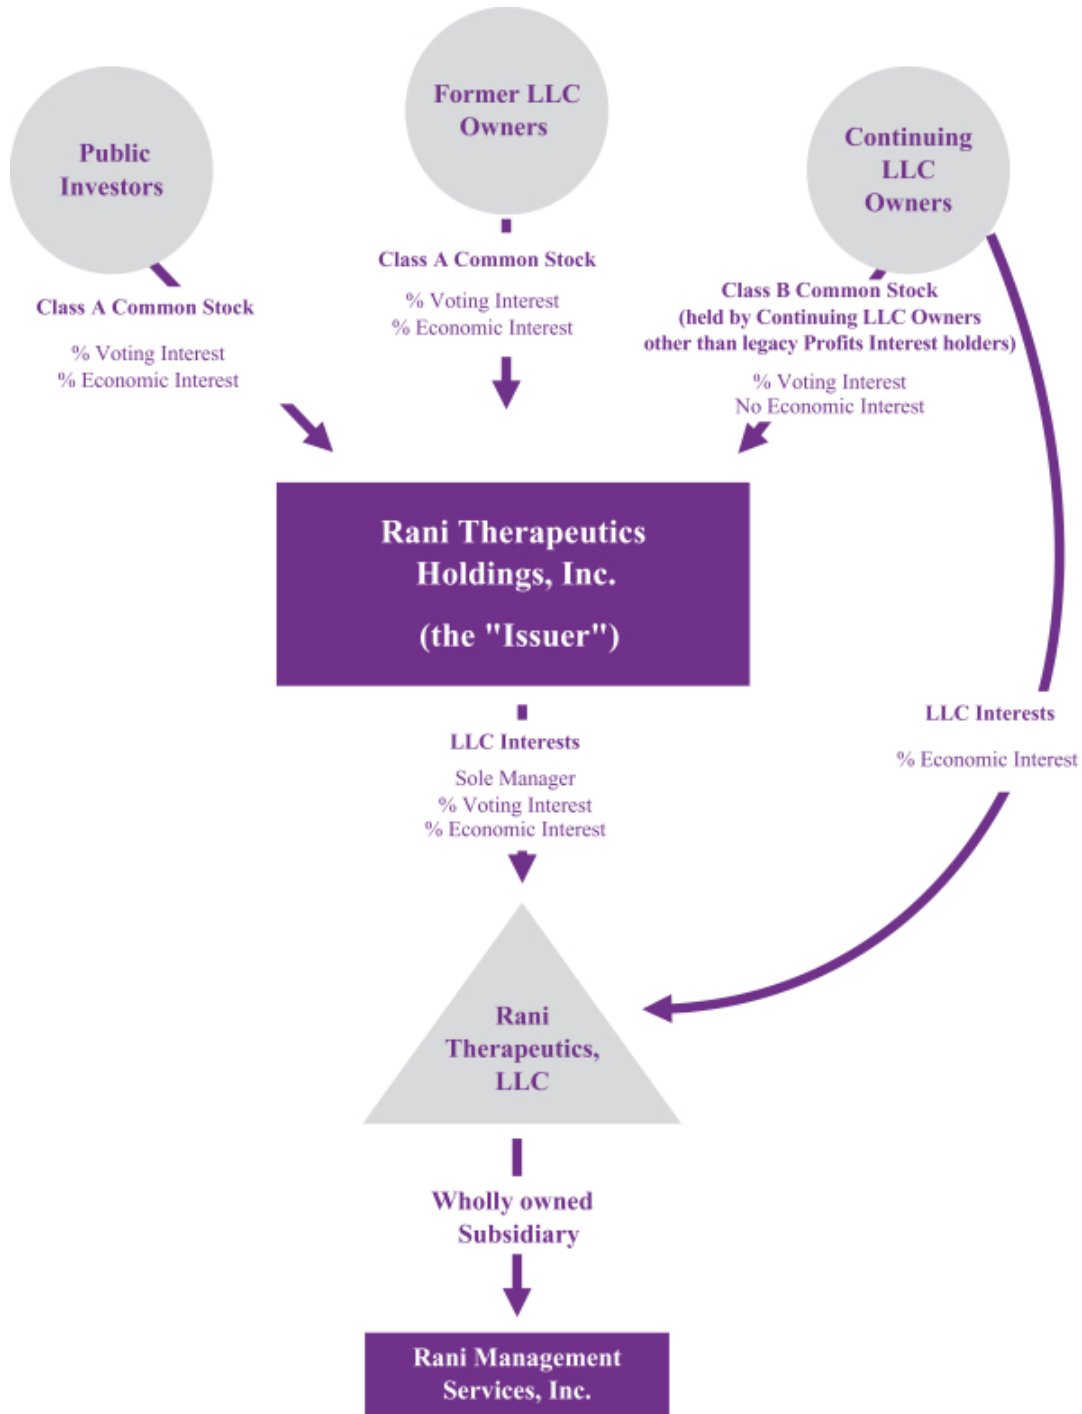 Former LLC
Owners
Public
Investors
Continuing
LLC
Owners
Class A Common Stock
% Voting Interest
% Economic Interest
Class A Common Stock
% Voting Interest
% Economic Interest
Class B Common Stock
(held by Continuing LLC Owners
other than legacy Profits Interest holders)
% Voting Interest
No Economic Interest
Rani Therapeutics
Holdings, Inc.
(the "Issuer")
LLC Interests
Sole Manager
% Voting Interest
% Economic Interest
LLC Interests
% Economic Interest
Rani
Therapeutics,
LLC
Wholly owned
Subsidiary
Rani Management
Services, Inc.